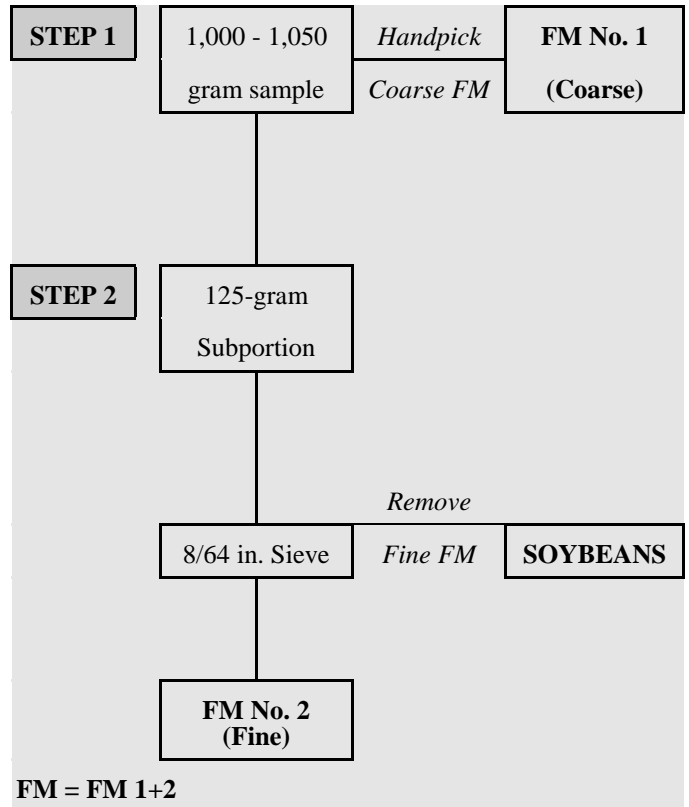 STEP 1
1,000 - 1,050
gram sample
Handpick
Coarse FM
FM No. 1
(Coarse)
STEP 2
125-gram
Subportion
8/64 in. Sieve
Remove
Fine FM
SOYBEANS
FM No. 2
(Fine)
FM = FM 1+2